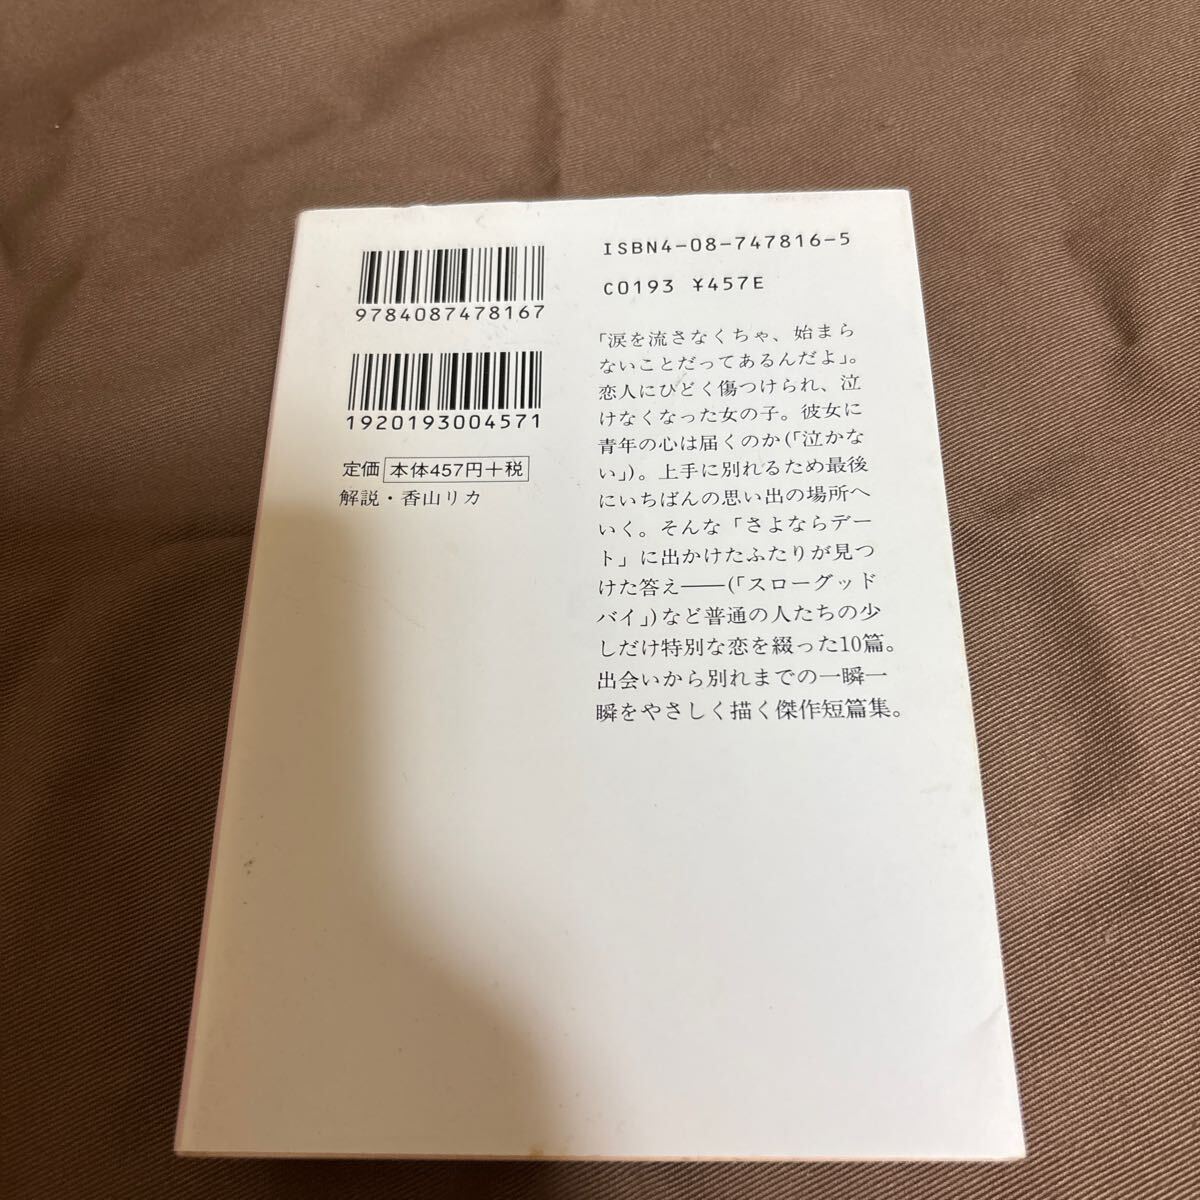 9784087478167
1920193004571
定価 本体457円+税
解説・香山リカ
ISBN4-08-747816-5
C0193 ¥457E
「涙を流さなくちゃ、始まら
ないことだってあるんだよ」。
恋人にひどく傷つけられ、泣
けなくなった女の子。彼女に
青年の心は届くのか(「泣かな
い」)。上手に別れるため最後
にいちばんの思い出の場所へ
いく。そんな「さよならデー
ト」に出かけたふたりが見つ
けた答え──(「スローグッド
バイ」)など普通の人たちの少
しだけ特別な恋を綴った10篇。
出会いから別れまでの一瞬一
瞬をやさしく描く傑作短篇集。